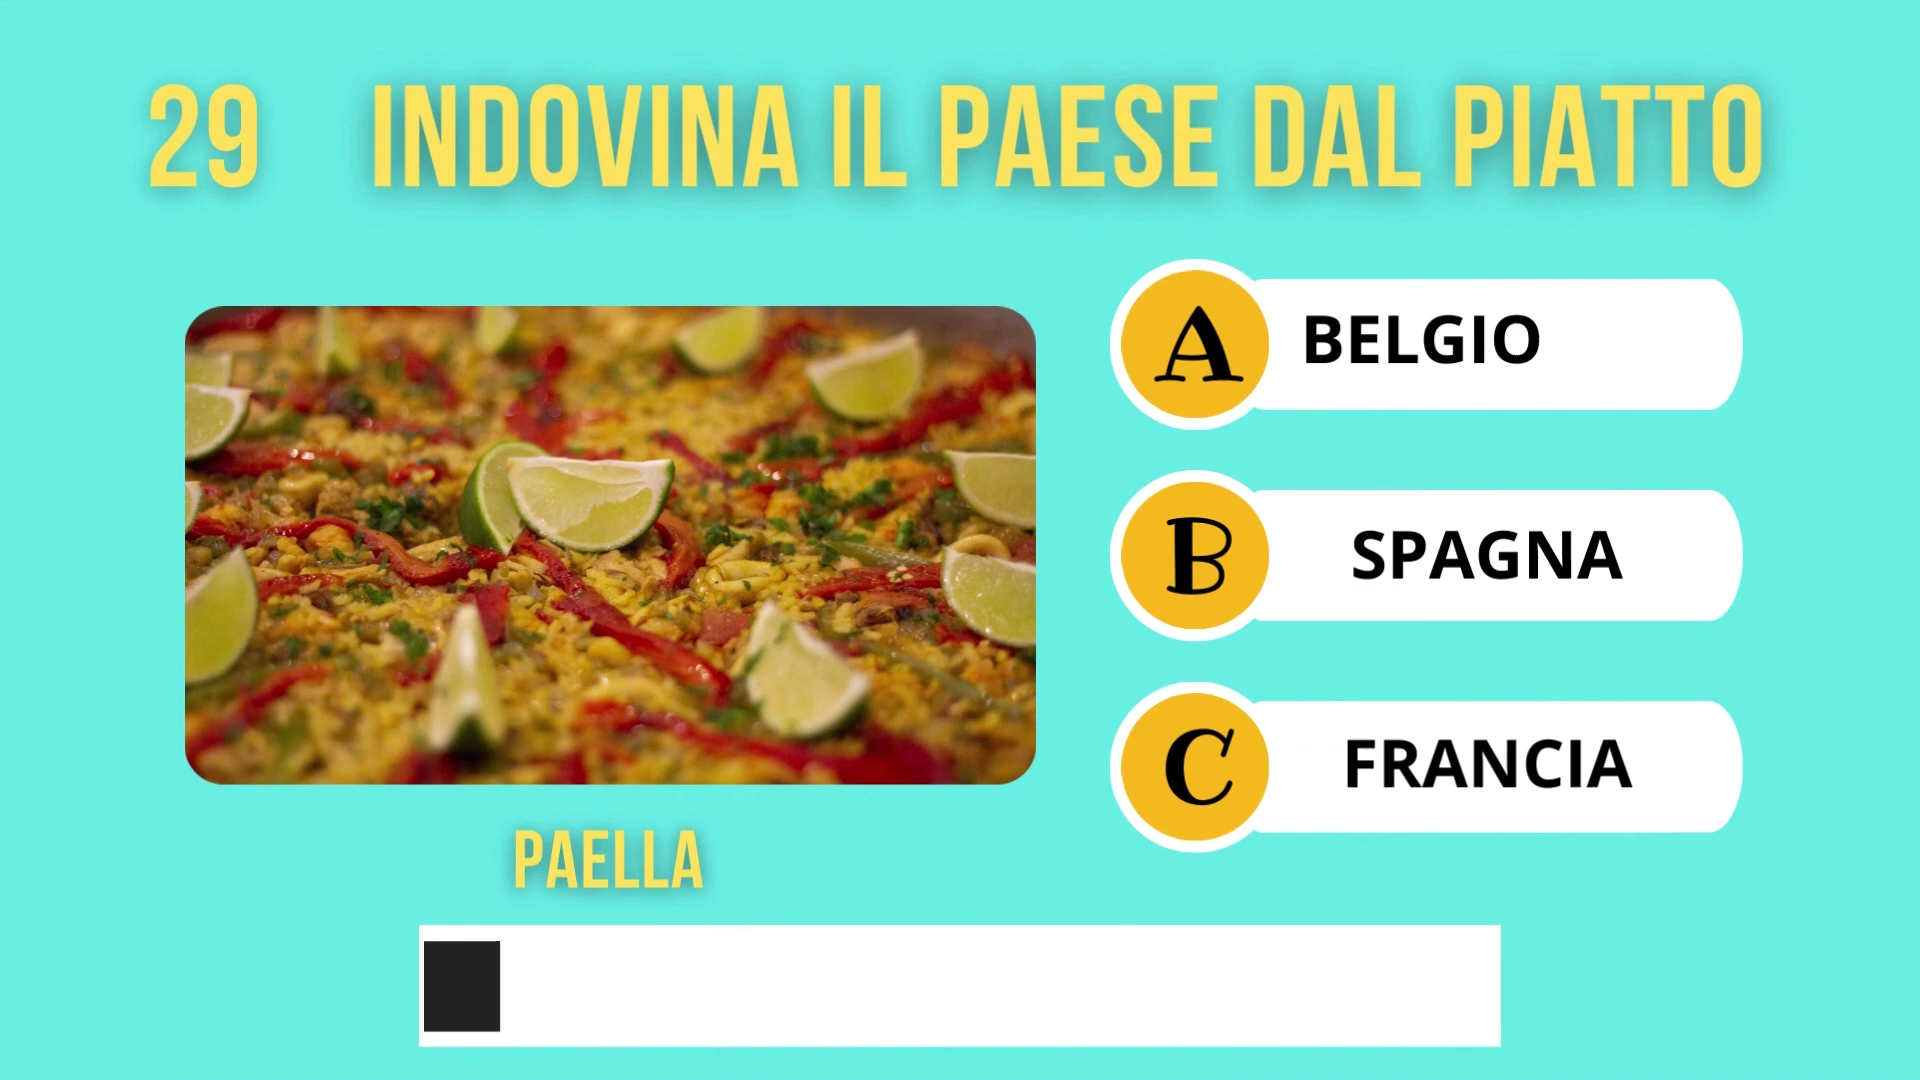 29 INDOVINA IL PAESE DAL PIATTO
A BELGIO
B SPAGNA
C FRANCIA
PAELLA